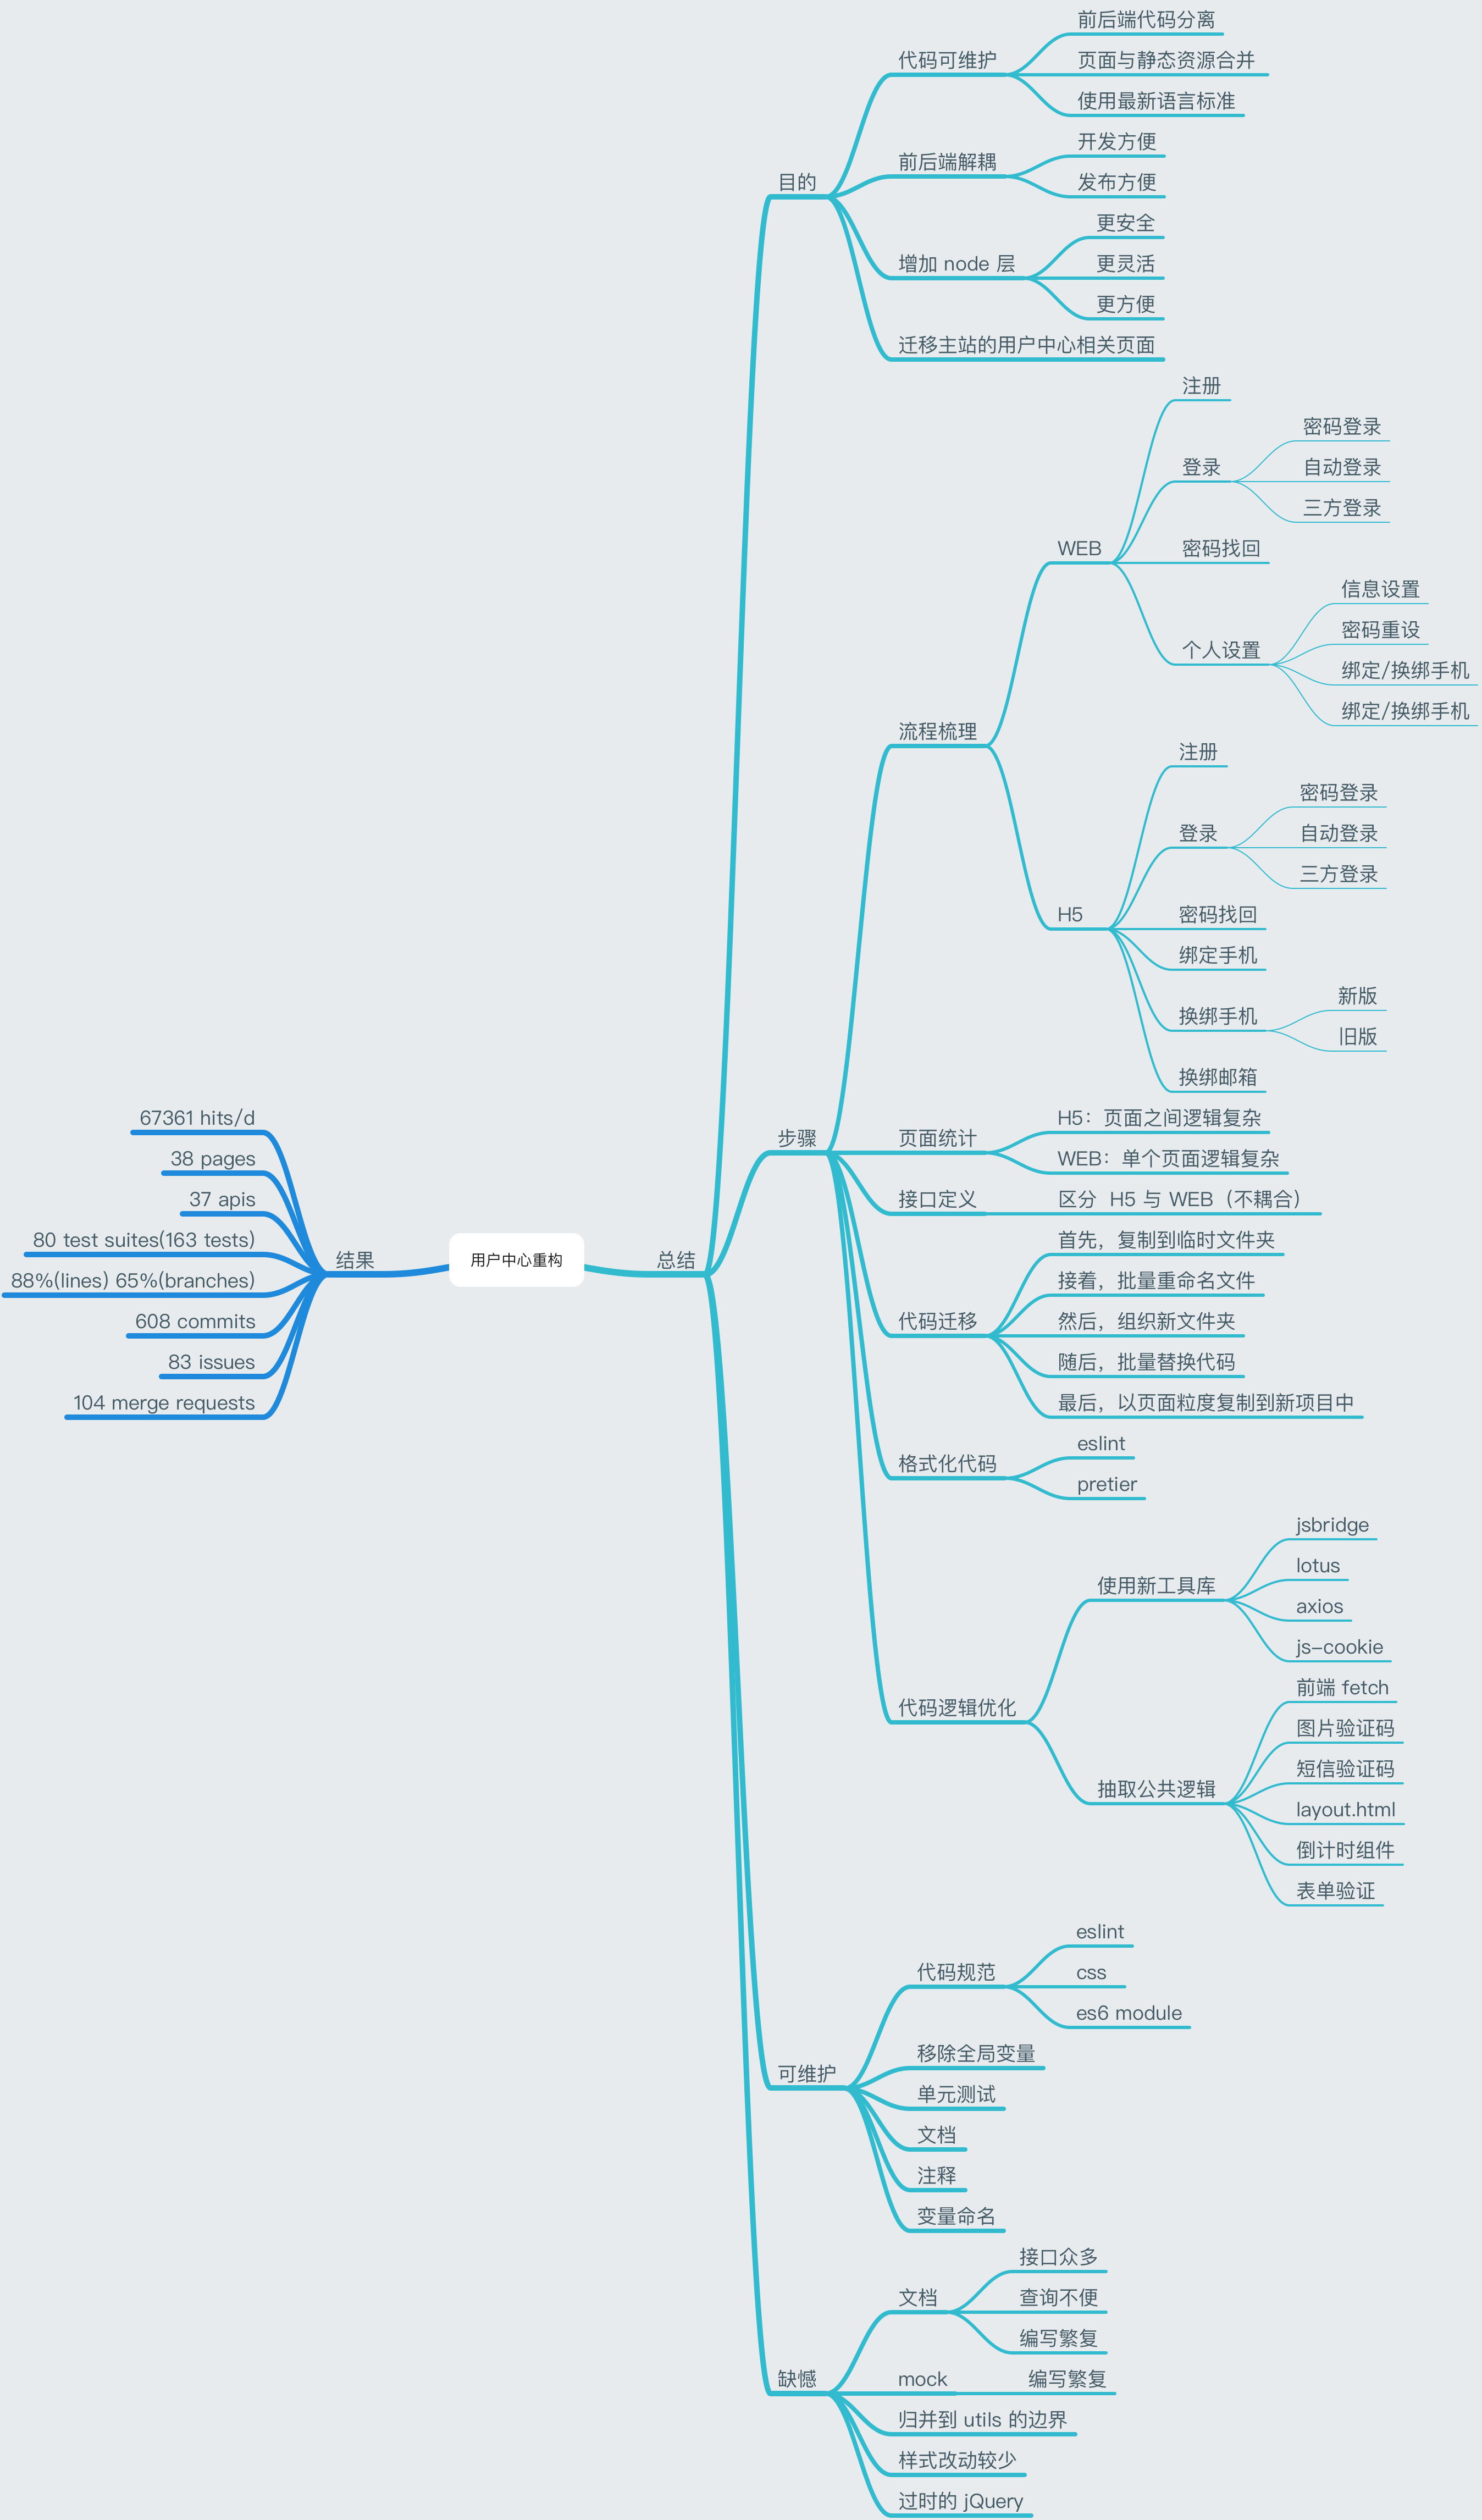 用户中心重构
结果
67361 hits/d
38 pages
37 apis
80 test suites(163 tests)
88%(lines) 65%(branches)
608 commits
83 issues
104 merge requests
总结
目的
代码可维护
前后端代码分离
页面与静态资源合并
使用最新语言标准
前后端解耦
开发方便
发布方便
增加 node 层
更安全
更灵活
更方便
迁移主站的用户中心相关页面
步骤
流程梳理
WEB
注册
登录
密码登录
自动登录
三方登录
密码找回
个人设置
信息设置
密码重设
绑定/换绑手机
绑定/换绑手机
H5
注册
登录
密码登录
自动登录
三方登录
密码找回
绑定手机
换绑手机
新版
旧版
换绑邮箱
页面统计
H5：页面之间逻辑复杂
WEB：单个页面逻辑复杂
接口定义
区分 H5 与 WEB（不耦合）
代码迁移
首先，复制到临时文件夹
接着，批量重命名文件
然后，组织新文件夹
随后，批量替换代码
最后，以页面粒度复制到新项目中
格式化代码
eslint
pretier
代码逻辑优化
使用新工具库
jsbridge
lotus
axios
js-cookie
抽取公共逻辑
前端 fetch
图片验证码
短信验证码
layout.html
倒计时组件
表单验证
可维护
代码规范
eslint
css
es6 module
移除全局变量
单元测试
文档
注释
变量命名
缺憾
文档
接口众多
查询不便
编写繁复
mock
编写繁复
归并到 utils 的边界
样式改动较少
过时的 jQuery